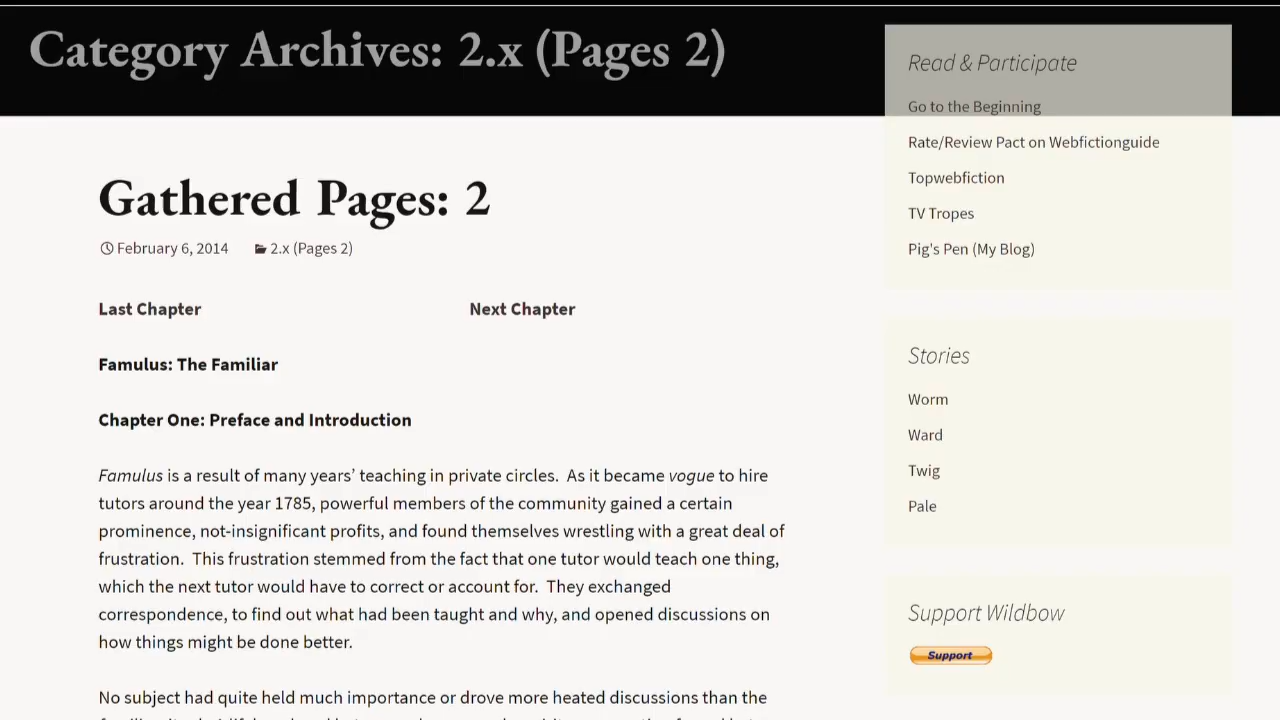 Category Archives: 2.x (Pages 2)
Gathered Pages: 2
February 6, 2014 2.x (Pages 2)
Last Chapter Next Chapter
Famulus: The Familiar
Chapter One: Preface and Introduction
Famulus is a result of many years’ teaching in private circles.  As it became vogue to hire
tutors around the year 1785, powerful members of the community gained a certain
prominence, not-insignificant profits, and found themselves wrestling with a great deal of
frustration.  This frustration stemmed from the fact that one tutor would teach one thing,
which the next tutor would have to correct or account for.  They exchanged
correspondence, to find out what had been taught and why, and opened discussions on
how things might be done better.
No subject had quite held much importance or drove more heated discussions than the
Read & Participate
Go to the Beginning
Rate/Review Pact on Webfictionguide
Topwebfiction
TV Tropes
Pig's Pen (My Blog)
Stories
Worm
Ward
Twig
Pale
Support Wildbow
Support